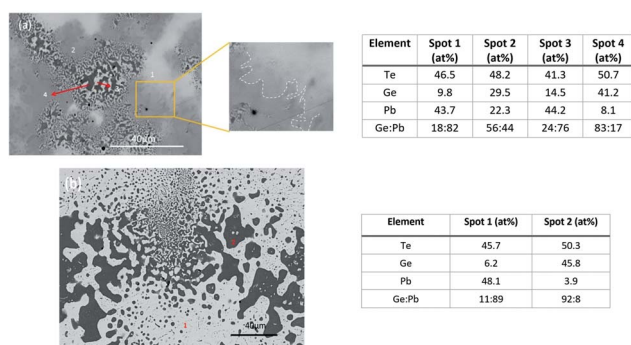 (a)
2
1
4
40μm
Element Spot 1 (at%) Spot 2 (at%) Spot 3 (at%) Spot 4 (at%)
Te 46.5 48.2 41.3 50.7
Ge 9.8 29.5 14.5 41.2
Pb 43.7 22.3 44.2 8.1
Ge:Pb 18:82 56:44 24:76 83:17
(b)
1
40μm
Element Spot 1 (at%) Spot 2 (at%)
Te 45.7 50.3
Ge 6.2 45.8
Pb 48.1 3.9
Ge:Pb 11:89 92:8